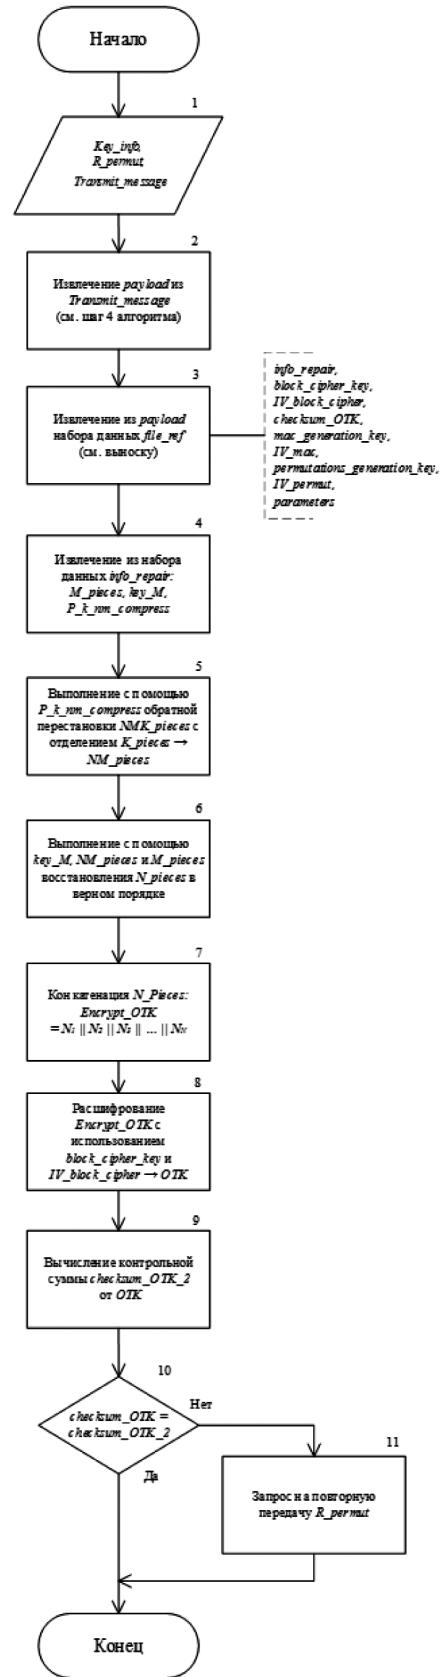 Начало
1
Key_info,
R_permut,
Transmit_message
2
Извлечение payload из
Transmit_message
(см. шаг 4 алгоритма)
3
Извлечение из payload
набора данных file_ref
(см. выноску)
info_repair,
block_cipher_key,
IV_block_cipher,
checksum_OTK,
mac_generation_key,
IV_mac,
permutations_generation_key,
IV_permut,
parameters
4
Извлечение из набора
данных info_repair:
M_pieces, key_M,
P_k_nm_compress
5
Выполнение с помощью
P_k_nm_compress обратной
перестановки NMK_pieces с
отделением K_pieces →
NM_pieces
6
Выполнение с помощью
key_M, NM_pieces и M_pieces
восстановления N_pieces в
верном порядке
7
Конкатенация N_Pieces:
Encrypt_OTK
= N₁ || N₂ || N₃ || ... || Nₙ
8
Расшифрование
Encrypt_OTK с
использованием
block_cipher_key и
IV_block_cipher → OTK
9
Вычисление контрольной
суммы checksum_OTK_2
от OTK
10
checksum_OTK =
checksum_OTK_2
Нет
Да
11
Запрос на повторную
передачу R_permut
Конец